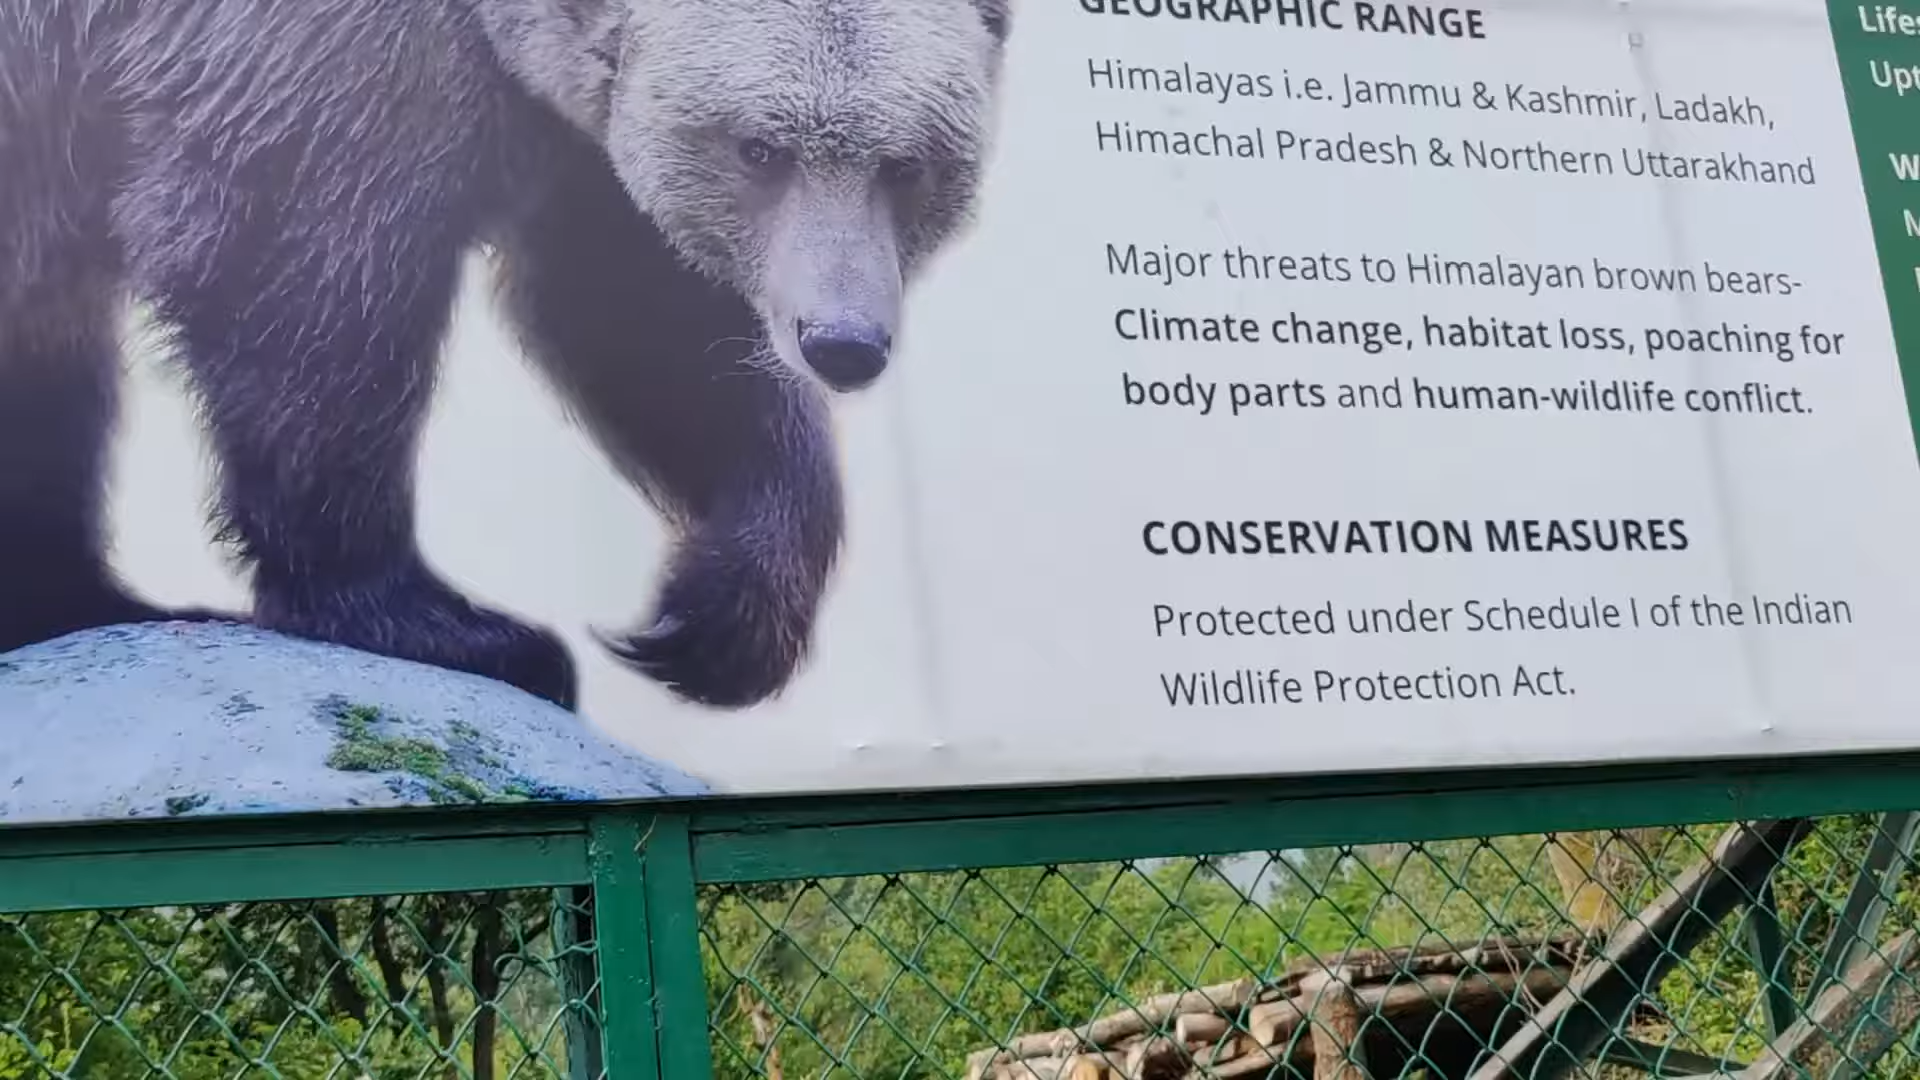 GEOGRAPHIC RANGE
Himalayas i.e. Jammu & Kashmir, Ladakh,
Himachal Pradesh & Northern Uttarakhand
Major threats to Himalayan brown bears-
Climate change, habitat loss, poaching for
body parts and human-wildlife conflict.
CONSERVATION MEASURES
Protected under Schedule I of the Indian
Wildlife Protection Act.